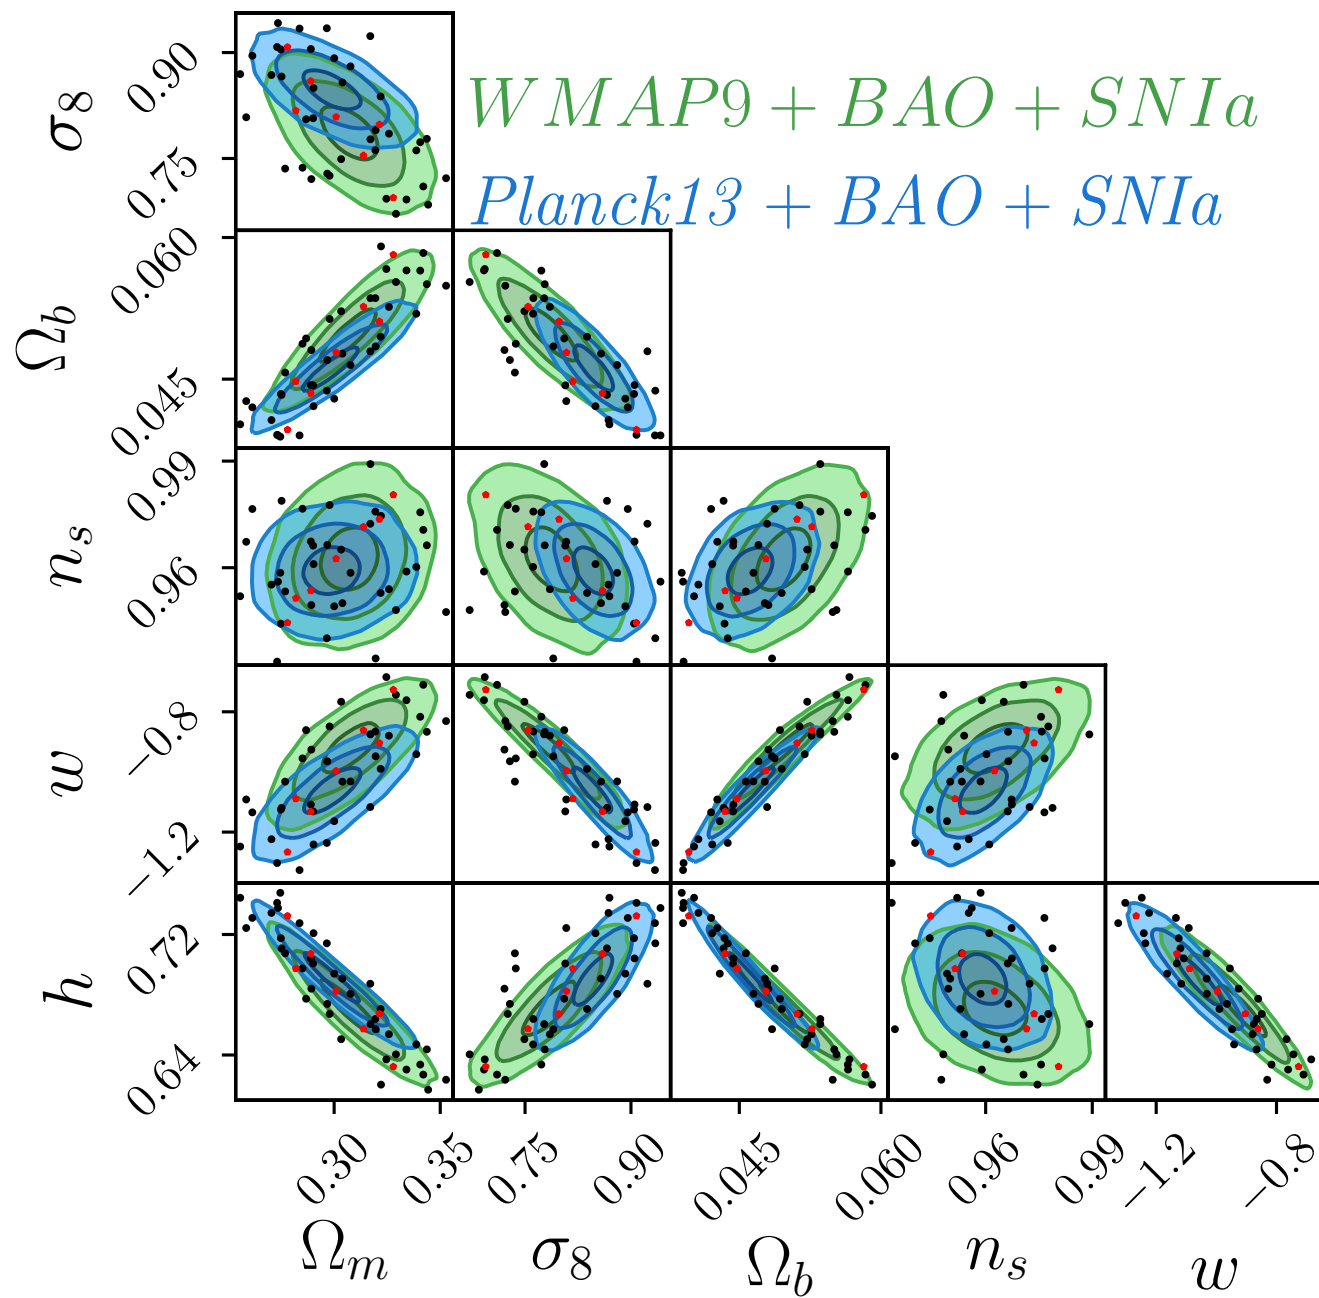 σ8
0.90
0.75
WMAP9 + BAO + SNIa
Planck13 + BAO + SNIa
Ωb
0.060
0.045
ns
0.99
0.96
w
−0.8
−1.2
h
0.72
0.64
0.30 0.35 0.75 0.90 0.045 0.060 0.96 0.99 −1.2 −0.8
Ωm σ8 Ωb ns w